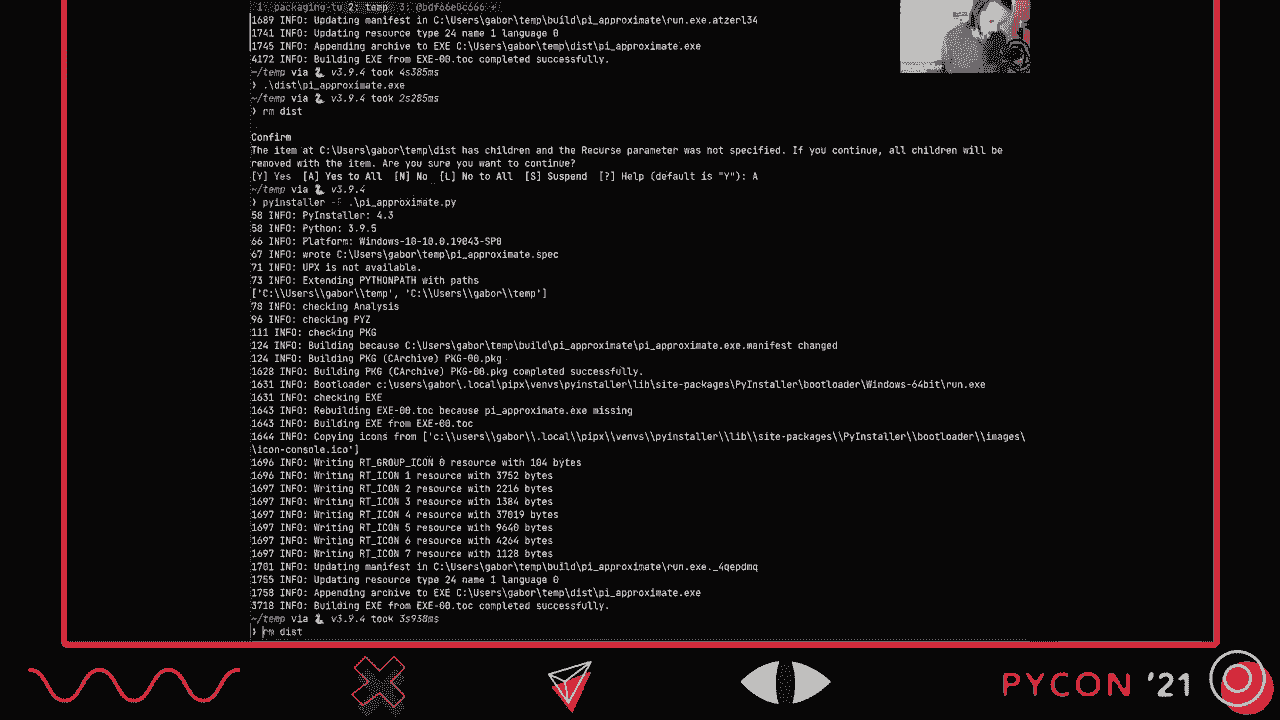 1: packaging-tu 2: temp 3: @bdf66e0c666
1689 INFO: Updating manifest in C:\Users\gabor\temp\build\pi_approximate\run.exe.atzerl34
1741 INFO: Updating resource type 24 name 1 language 0
1745 INFO: Appending archive to EXE C:\Users\gabor\temp\dist\pi_approximate.exe
4172 INFO: Building EXE from EXE-00.toc completed successfully.
~/temp via 🐍 v3.9.4 took 4s385ms
❯ .\dist\pi_approximate.exe
~/temp via 🐍 v3.9.4 took 2s285ms
❯ rm dist
Confirm
The item at C:\Users\gabor\temp\dist has children and the Recurse parameter was not specified. If you continue, all children will be
removed with the item. Are you sure you want to continue?
[Y] Yes  [A] Yes to All  [N] No  [L] No to All  [S] Suspend  [?] Help (default is "Y"): A
~/temp via 🐍 v3.9.4
❯ pyinstaller -F .\pi_approximate.py
58 INFO: PyInstaller: 4.3
58 INFO: Python: 3.9.5
66 INFO: Platform: Windows-10-10.0.19043-SP0
67 INFO: wrote C:\Users\gabor\temp\pi_approximate.spec
71 INFO: UPX is not available.
73 INFO: Extending PYTHONPATH with paths
['C:\\Users\\gabor\\temp', 'C:\\Users\\gabor\\temp']
78 INFO: checking Analysis
96 INFO: checking PYZ
111 INFO: checking PKG
124 INFO: Building because C:\Users\gabor\temp\build\pi_approximate\pi_approximate.exe.manifest changed
124 INFO: Building PKG (CArchive) PKG-00.pkg
1628 INFO: Building PKG (CArchive) PKG-00.pkg completed successfully.
1631 INFO: Bootloader c:\users\gabor\.local\pipx\venvs\pyinstaller\lib\site-packages\PyInstaller\bootloader\Windows-64bit\run.exe
1631 INFO: checking EXE
1643 INFO: Rebuilding EXE-00.toc because pi_approximate.exe missing
1643 INFO: Building EXE from EXE-00.toc
1644 INFO: Copying icons from ['c:\\users\\gabor\\.local\\pipx\\venvs\\pyinstaller\\lib\\site-packages\\PyInstaller\\bootloader\\images\
\icon-console.ico']
1696 INFO: Writing RT_GROUP_ICON 0 resource with 104 bytes
1696 INFO: Writing RT_ICON 1 resource with 3752 bytes
1697 INFO: Writing RT_ICON 2 resource with 2216 bytes
1697 INFO: Writing RT_ICON 3 resource with 1384 bytes
1697 INFO: Writing RT_ICON 4 resource with 37019 bytes
1697 INFO: Writing RT_ICON 5 resource with 9640 bytes
1697 INFO: Writing RT_ICON 6 resource with 4264 bytes
1697 INFO: Writing RT_ICON 7 resource with 1128 bytes
1701 INFO: Updating manifest in C:\Users\gabor\temp\build\pi_approximate\run.exe._4qepdmq
1755 INFO: Updating resource type 24 name 1 language 0
1758 INFO: Appending archive to EXE C:\Users\gabor\temp\dist\pi_approximate.exe
3718 INFO: Building EXE from EXE-00.toc completed successfully.
~/temp via 🐍 v3.9.4 took 3s938ms
❯ rm dist
PYCON '21